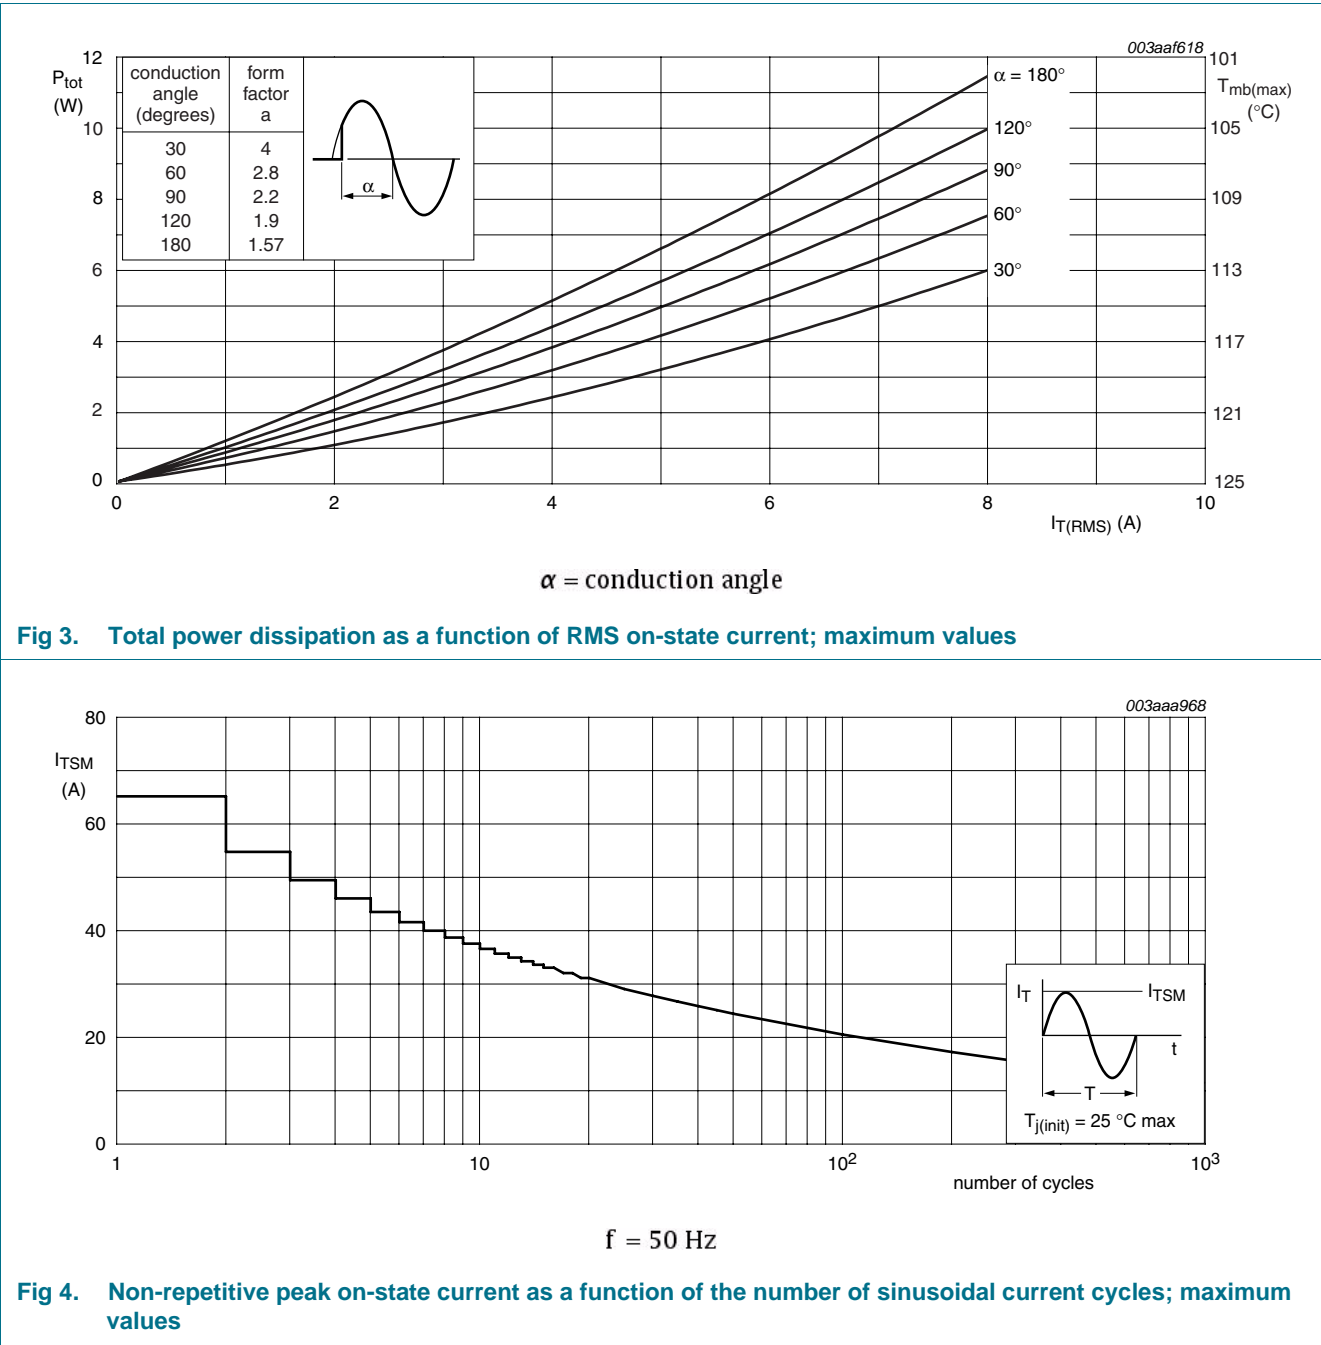 003aaf618
12
101
Ptot
(W)
conduction
angle
(degrees)
form
factor
a
30 4
60 2.8
90 2.2
120 1.9
180 1.57
α
α = 180°
120°
90°
60°
30°
Tmb(max)
(°C)
10
105
8
109
6
113
4
117
2
121
0
125
0 2 4 6 8 10
IT(RMS) (A)
α = conduction angle
Fig 3. Total power dissipation as a function of RMS on-state current; maximum values
003aaa968
80
ITSM
(A)
60
40
20
0
IT
ITSM
t
T
Tj(init) = 25 °C max
1 10 10² 10³
number of cycles
f = 50 Hz
Fig 4. Non-repetitive peak on-state current as a function of the number of sinusoidal current cycles; maximum
values